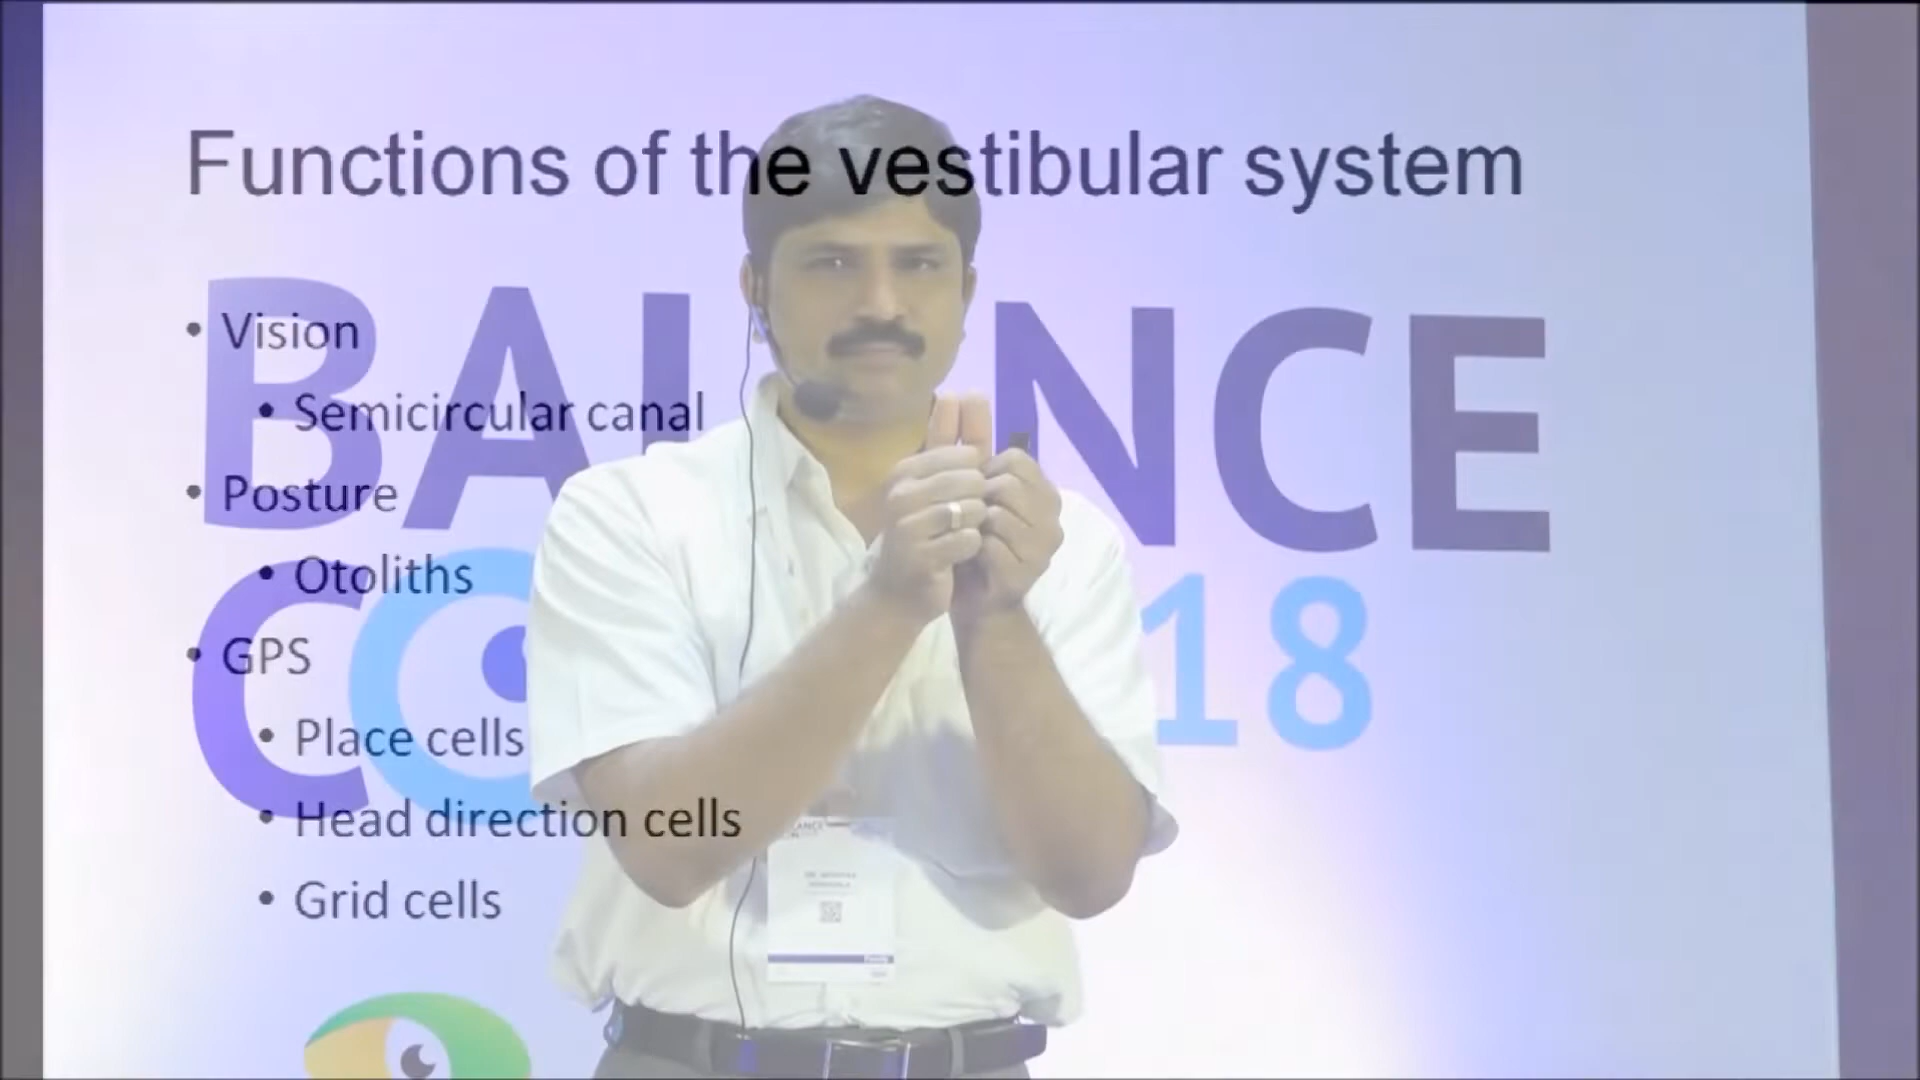 Functions of the vestibular system
BALANCE
• Vision
• Semicircular canal
• Posture
• Otoliths
18
• GPS
• Place cells
• Head direction cells
• Grid cells